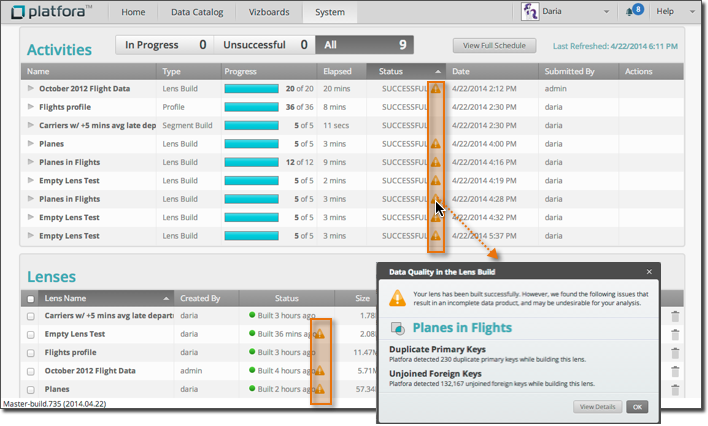 platfora™ Home Data Catalog Vizboards System Daria 8 Help
Activities In Progress 0 Unsuccessful 0 All 9 View Full Schedule Last Refreshed: 4/22/2014 6:11 PM
Name Type Progress Elapsed Status Date Submitted By Actions
October 2012 Flight Data Lens Build 20 of 20 20 mins SUCCESSFUL 4/22/2014 2:12 PM admin
Flights profile Profile 36 of 36 8 mins SUCCESSFUL 4/22/2014 2:30 PM daria
Carriers w/ +5 mins avg late dep Segment Build 5 of 5 11 secs SUCCESSFUL 4/22/2014 2:30 PM daria
Planes Lens Build 5 of 5 3 mins SUCCESSFUL 4/22/2014 4:00 PM daria
Planes in Flights Lens Build 12 of 12 9 mins SUCCESSFUL 4/22/2014 4:16 PM daria
Empty Lens Test Lens Build 5 of 5 2 mins SUCCESSFUL 4/22/2014 4:19 PM daria
Planes in Flights Lens Build 5 of 5 3 mins SUCCESSFUL 4/22/2014 4:28 PM daria
Empty Lens Test Lens Build 5 of 5 3 mins SUCCESSFUL 4/22/2014 4:32 PM daria
Empty Lens Test Lens Build 5 of 5 3 mins SUCCESSFUL 4/22/2014 5:37 PM daria
Lenses
Lens Name Created By Status Size
Carriers w/ +5 mins avg late depart daria Built 3 hours ago 1.78
Empty Lens Test daria Built 36 mins ago 2.08
Flights profile daria Built 3 hours ago 11.47M
October 2012 Flight Data admin Built 4 hours ago 5.71M
Planes daria Built 2 hours ago 57.34
Master-build.735 (2014.04.22)
Data Quality in the Lens Build ×
Your lens has been built successfully. However, we found the following issues that
result in an incomplete data product, and may be undesirable for your analysis.
Planes in Flights
Duplicate Primary Keys
Platfora detected 230 duplicate primary keys while building this lens.
Unjoined Foreign Keys
Platfora detected 132,167 unjoined foreign keys while building this lens.
View Details OK